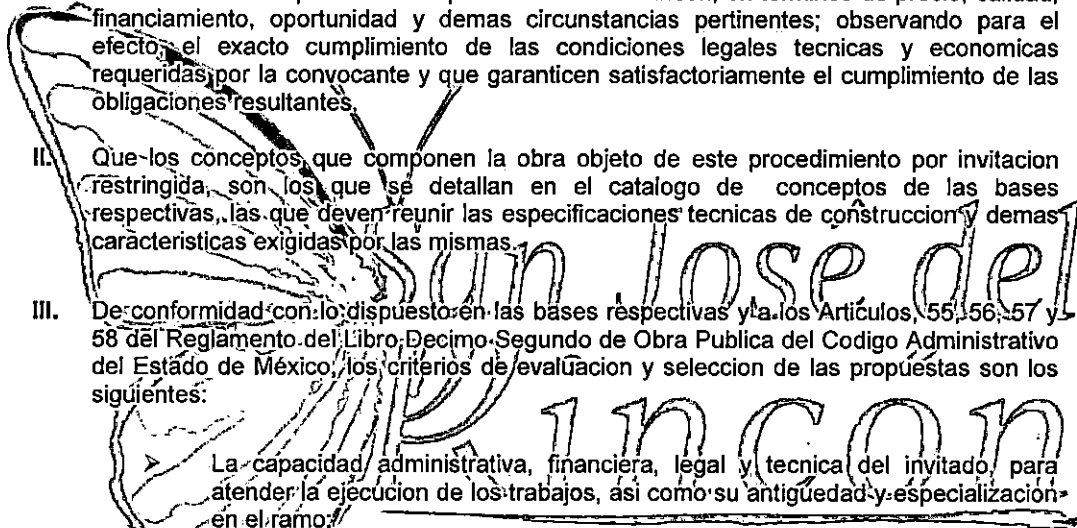 financiamiento, oportunidad y demas circunstancias pertinentes; observando para el
efecto, el exacto cumplimiento de las condiciones legales tecnicas y economicas
requeridas por la convocante y que garanticen satisfactoriamente el cumplimiento de las
obligaciones resultantes.
II. Que los conceptos que componen la obra objeto de este procedimiento por invitacion
restringida, son los que se detallan en el catalogo de conceptos de las bases
respectivas, las que deven reunir las especificaciones tecnicas de construccion y demas
caracteristicas exigidas por las mismas.
San Jose del
III. De conformidad con lo dispuesto en las bases respectivas y a los Artículos, 55, 56, 57 y
58 del Reglamento del Libro Decimo Segundo de Obra Publica del Codigo Administrativo
del Estado de México, los criterios de evaluacion y seleccion de las propuestas son los
siguientes:
Rincon
➢ La capacidad administrativa, financiera, legal y tecnica del invitado para
atender la ejecucion de los trabajos, asi como su antigüedad y especialización
en el ramo;